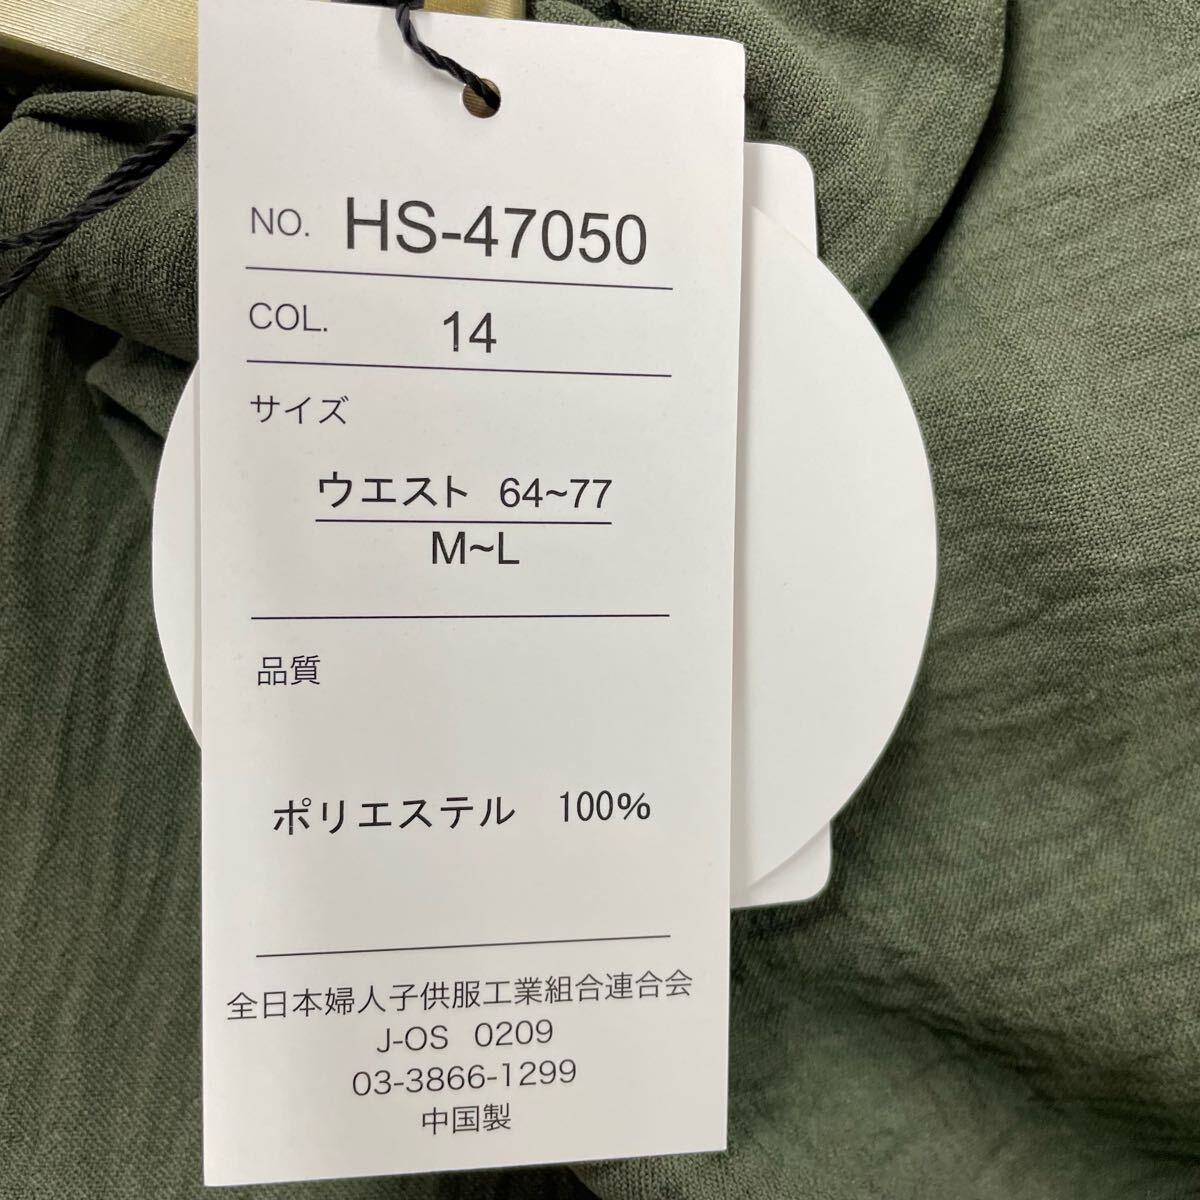 NO. HS-47050
COL. 14
サイズ
ウエスト 64~77
M~L
品質
ポリエステル 100%
全日本婦人子供服工業組合連合会
J-OS 0209
03-3866-1299
中国製